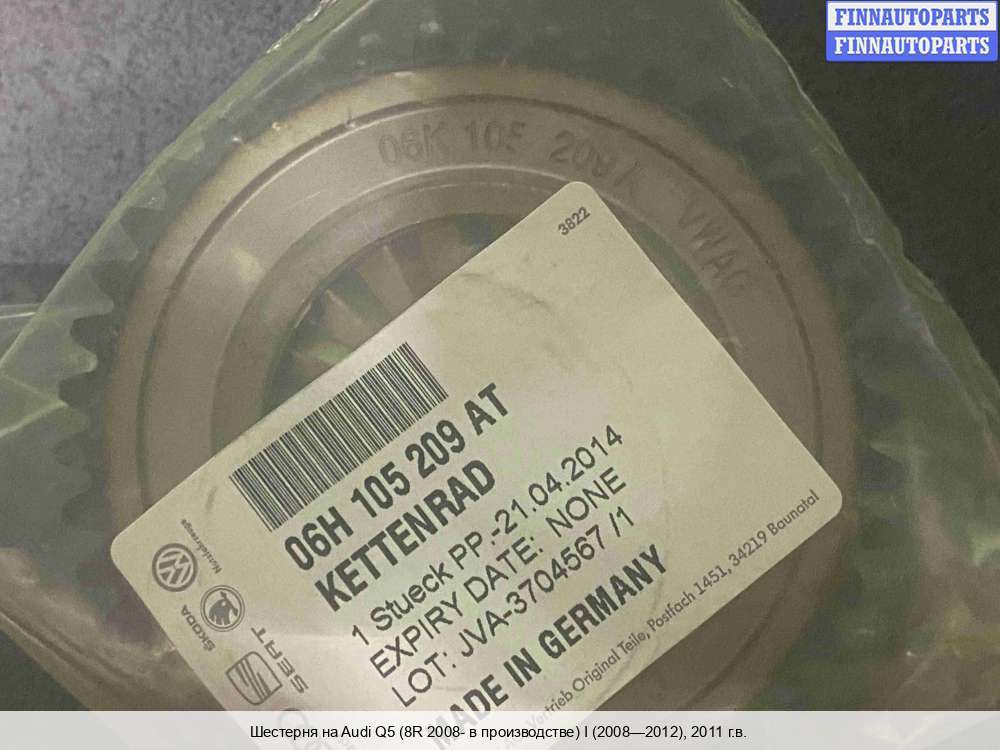 FINNAUTOPARTS
FINNAUTOPARTS
06K 105 209 A VWAG
3822
06H 105 209 AT
KETTENRAD
1 Stueck PP.-21.04.2014
EXPIRY DATE: NONE
LOT: JVA-3704567 /1
MADE IN GERMANY
Vertrieb Original Teile, Postfach 1451, 34219 Baunatal
Nutzfahrzeuge
ŠKODA
SEAT
Шестерня на Audi Q5 (8R 2008- в производстве) I (2008—2012), 2011 г.в.